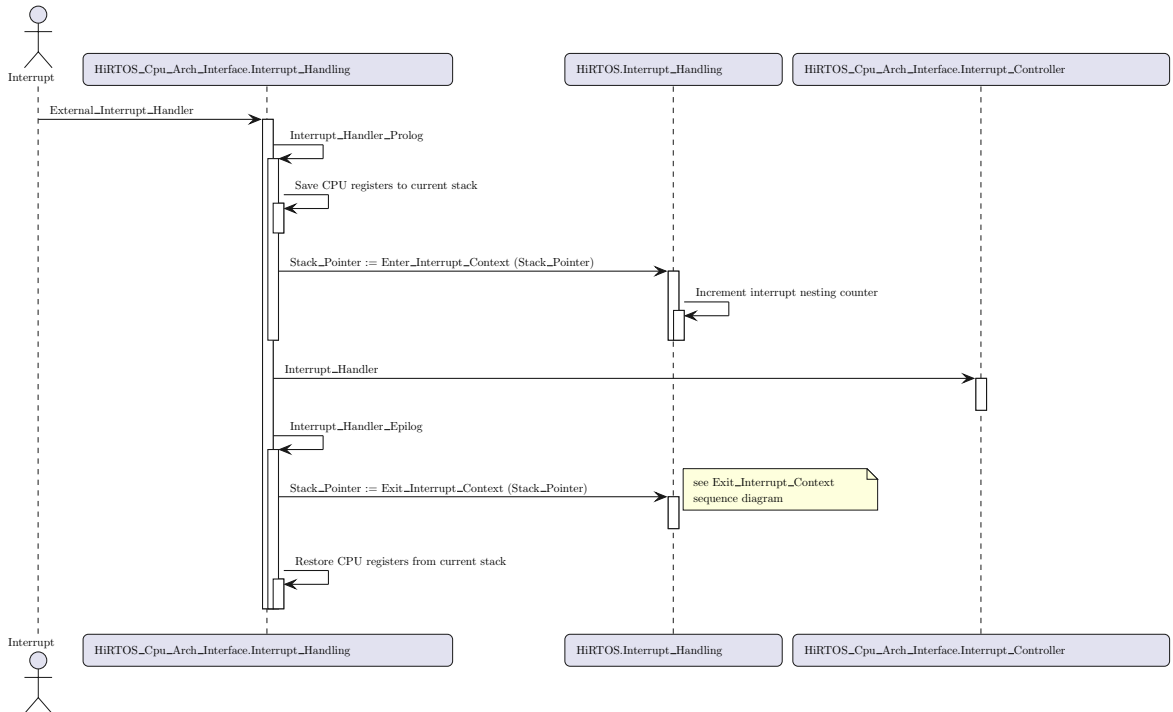 Interrupt
HiRTOS_Cpu_Arch_Interface.Interrupt_Handling
HiRTOS.Interrupt_Handling
HiRTOS_Cpu_Arch_Interface.Interrupt_Controller
External_Interrupt_Handler
Interrupt_Handler_Prolog
Save CPU registers to current stack
Stack_Pointer := Enter_Interrupt_Context (Stack_Pointer)
Increment interrupt nesting counter
Interrupt_Handler
Interrupt_Handler_Epilog
Stack_Pointer := Exit_Interrupt_Context (Stack_Pointer)
see Exit_Interrupt_Context
sequence diagram
Restore CPU registers from current stack
Interrupt
HiRTOS_Cpu_Arch_Interface.Interrupt_Handling
HiRTOS.Interrupt_Handling
HiRTOS_Cpu_Arch_Interface.Interrupt_Controller